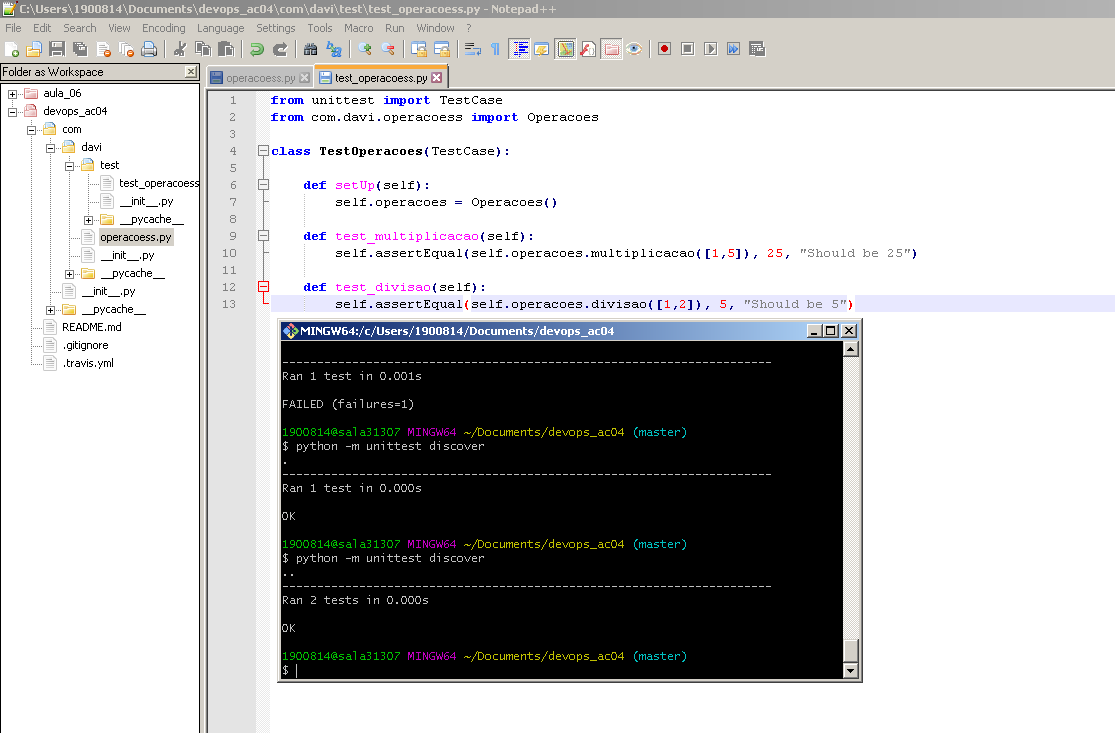 C:\Users\1900814\Documents\devops_ac04\com\davi\test\test_operacoess.py - Notepad++
File Edit Search View Encoding Language Settings Tools Macro Run Window ?
Folder as Workspace
aula_06
devops_ac04
com
davi
test
test_operacoess
__init__.py
__pycache__
operacoess.py
__init__.py
__pycache__
__init__.py
__pycache__
README.md
.gitignore
.travis.yml
operacoess.py test_operacoess.py
1 from unittest import TestCase
2 from com.davi.operacoess import Operacoes
3
4 class TestOperacoes(TestCase):
5
6 def setUp(self):
7 self.operacoes = Operacoes()
8
9 def test_multiplicacao(self):
10 self.assertEqual(self.operacoes.multiplicacao([1,5]), 25, "Should be 25")
11
12 def test_divisao(self):
13 self.assertEqual(self.operacoes.divisao([1,2]), 5, "Should be 5")
MINGW64:/c/Users/1900814/Documents/devops_ac04
----------------------------------------------------------------------
Ran 1 test in 0.001s
FAILED (failures=1)
1900814@sala31307 MINGW64 ~/Documents/devops_ac04 (master)
$ python -m unittest discover
.
----------------------------------------------------------------------
Ran 1 test in 0.000s
OK
1900814@sala31307 MINGW64 ~/Documents/devops_ac04 (master)
$ python -m unittest discover
..
----------------------------------------------------------------------
Ran 2 tests in 0.000s
OK
1900814@sala31307 MINGW64 ~/Documents/devops_ac04 (master)
$